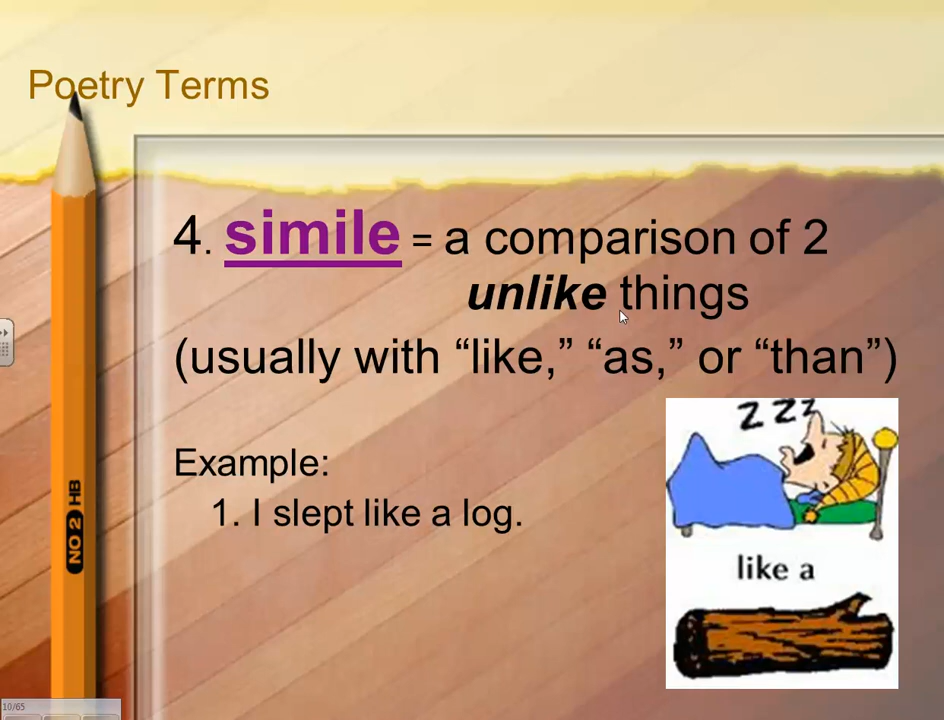 Poetry Terms
4. simile = a comparison of 2
unlike things
(usually with “like,” “as,” or “than”)
Example:
1. I slept like a log.
Z Z Z
like a
NO 2 HB
10/65